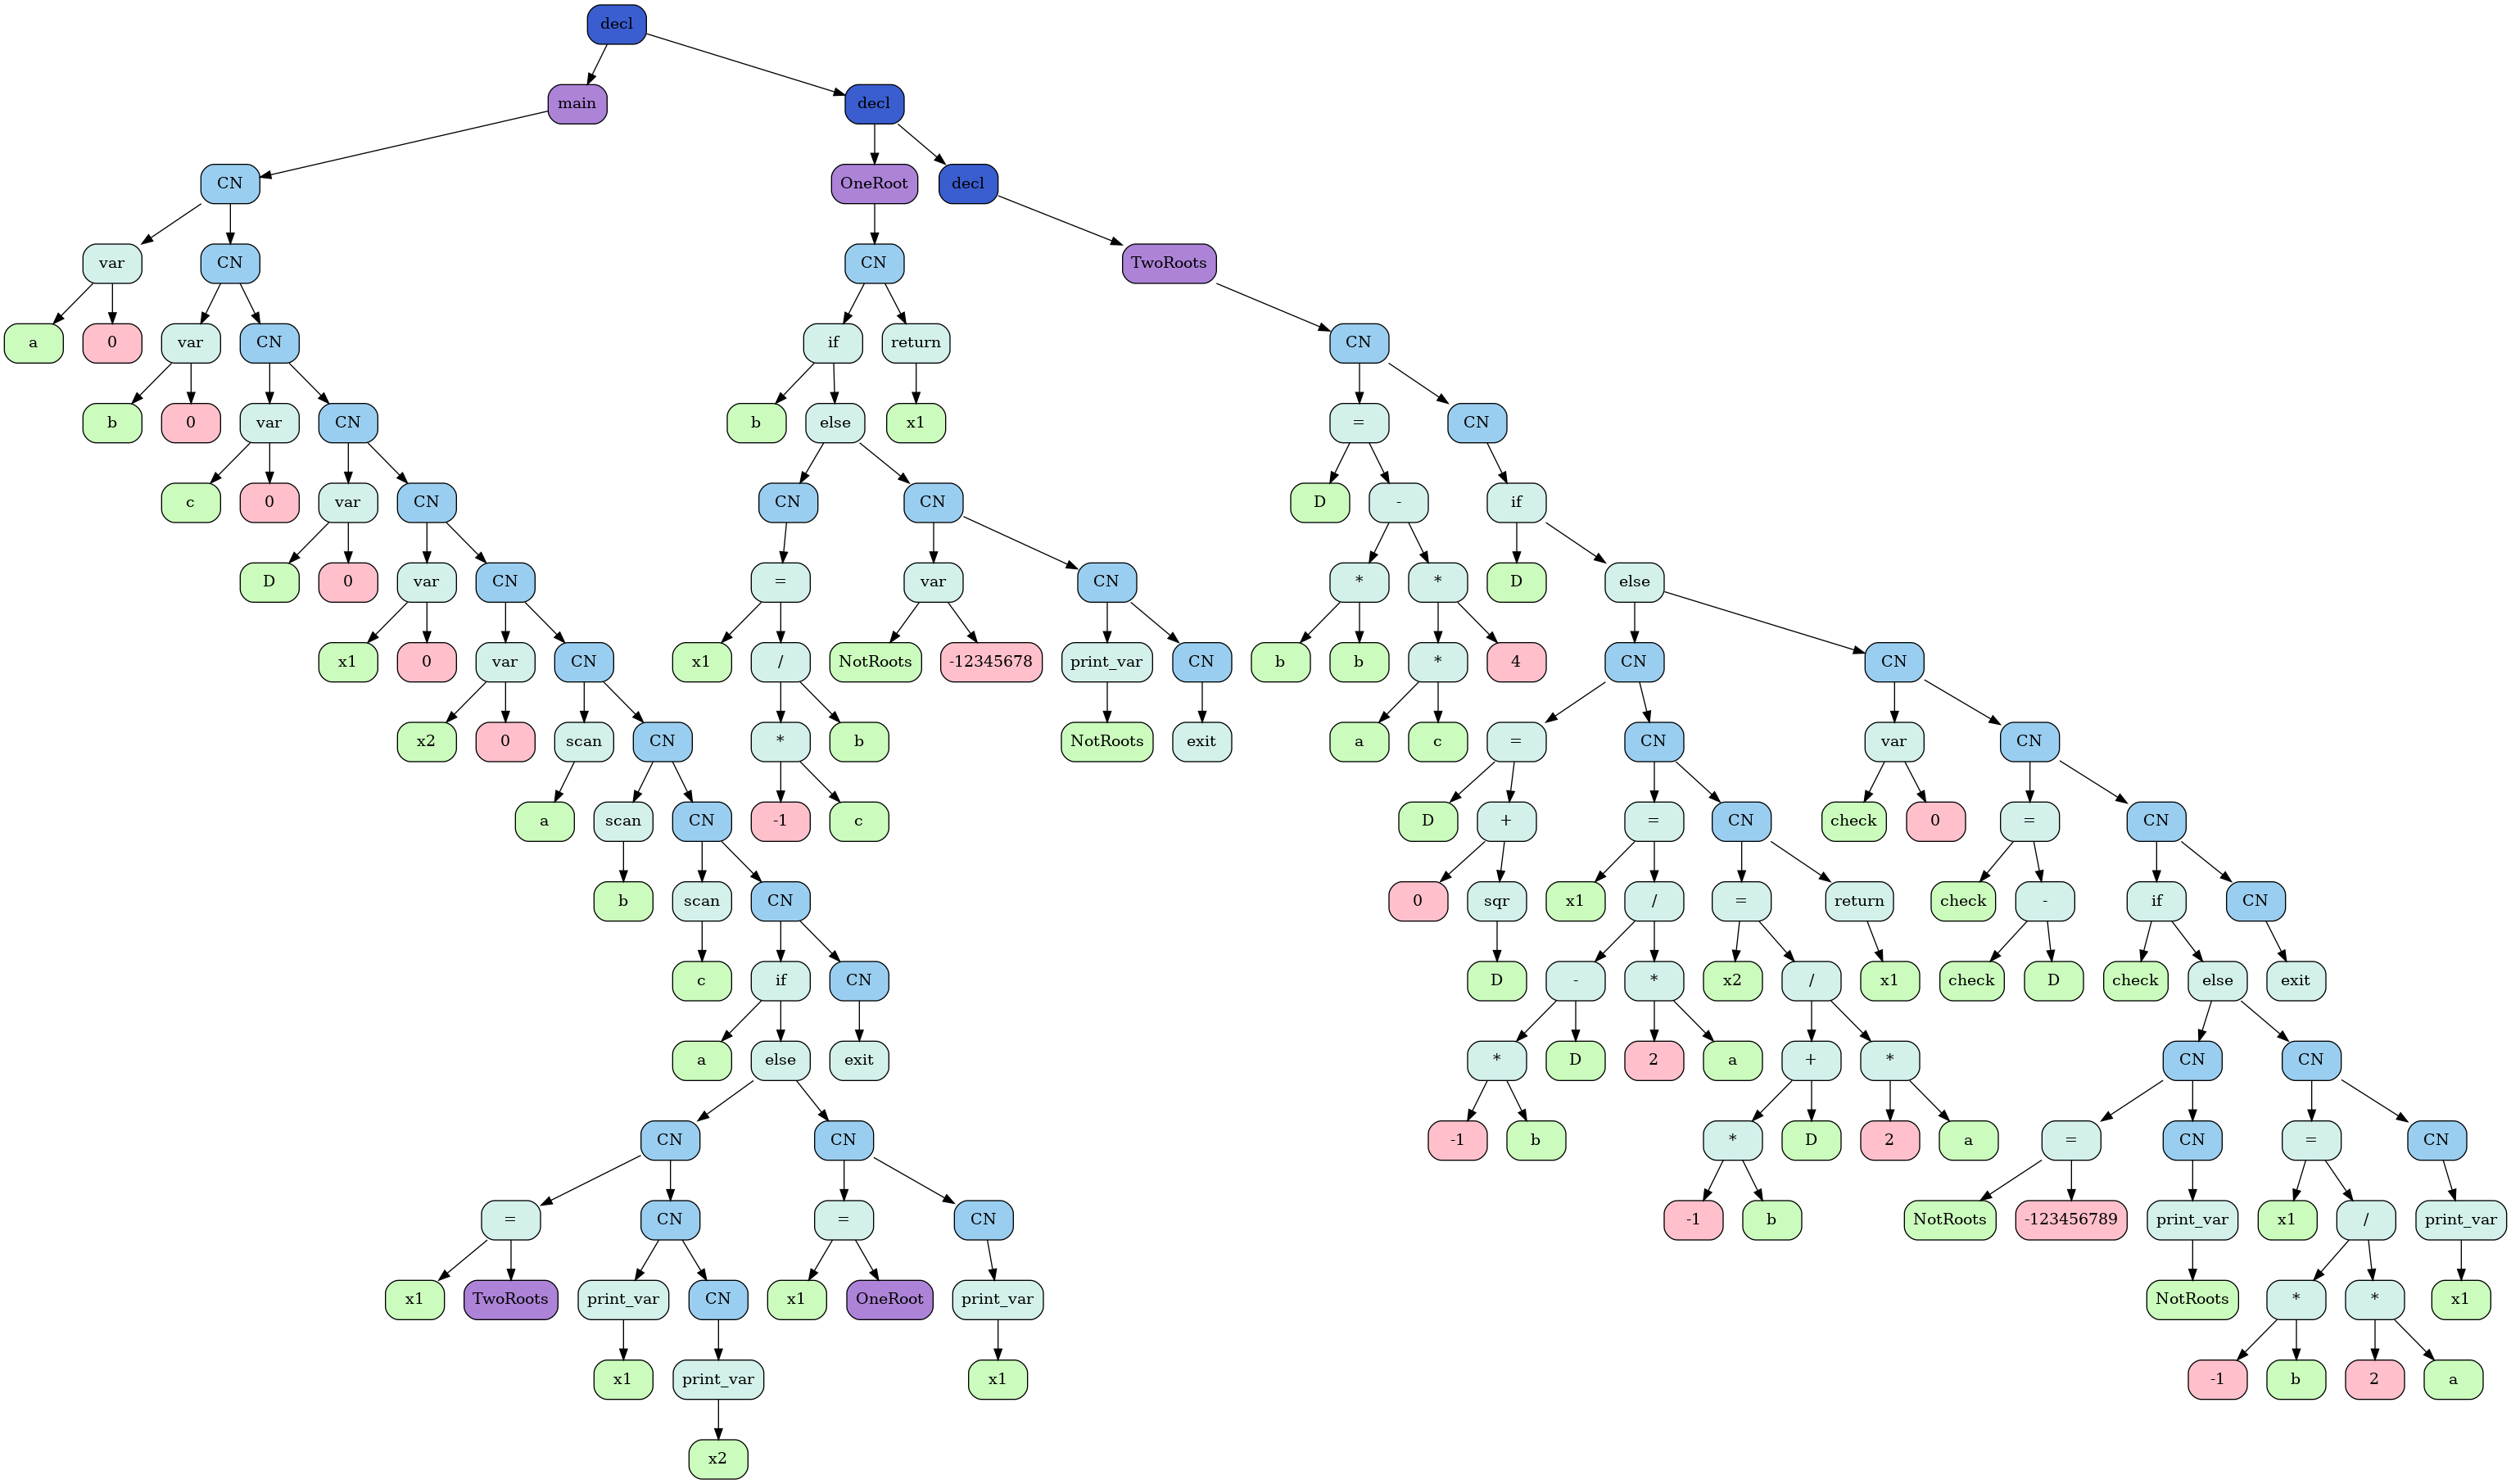 decl
main decl
CN OneRoot decl
var CN CN TwoRoots
a 0 var CN if return CN
b 0 var CN b else x1 = CN
c 0 var CN CN CN D - if
D 0 var CN = var CN * * D else
x1 0 var CN x1 / NotRoots -12345678 print_var CN b b * 4 CN CN
x2 0 scan CN * b NotRoots exit a c = CN var CN
a scan CN -1 c D + = CN check 0 = CN
b scan CN 0 sqr x1 / = return check - if CN
c if CN D - * x2 / x1 check D check else exit
a else exit * D 2 a + * CN CN
CN CN -1 b * D 2 a = CN = CN
= CN = CN -1 b NotRoots -123456789 print_var x1 / print_var
x1 TwoRoots print_var CN x1 OneRoot print_var NotRoots * * x1
x1 print_var x1 -1 b 2 a
x2